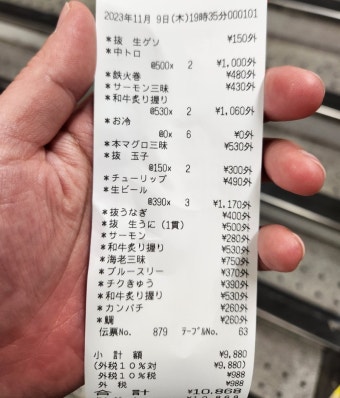 2023年11月 9日(木)19時35分000101
*抜 生ゲソ ¥150外
*中トロ
@500× 2 ¥1,000外
*鉄火巻 ¥480外
*サーモン三味 ¥430外
*和牛炙り握り
@530× 2 ¥1,060外
*お冷
@0× 6 ¥0外
*本マグロ三味 ¥530外
*抜 玉子
@150× 2 ¥300外
*チューリップ ¥490外
*生ビール
@390× 3 ¥1,170外
*抜うなぎ ¥400外
*抜 生うに(1貫) ¥500外
*サーモン ¥280外
*和牛炙り握り ¥530外
*海老三味 ¥750外
*ブルースリー ¥370外
*チクきゅう ¥390外
*和牛炙り握り ¥530外
*カンパチ ¥260外
*鯛 ¥260外
伝票No. 879 テーブルNo. 63
小 計 額 ¥9,880
(外税10%対 ¥9,880)
外税10%税 ¥988
外 税 ¥988
合 計 ¥10,868